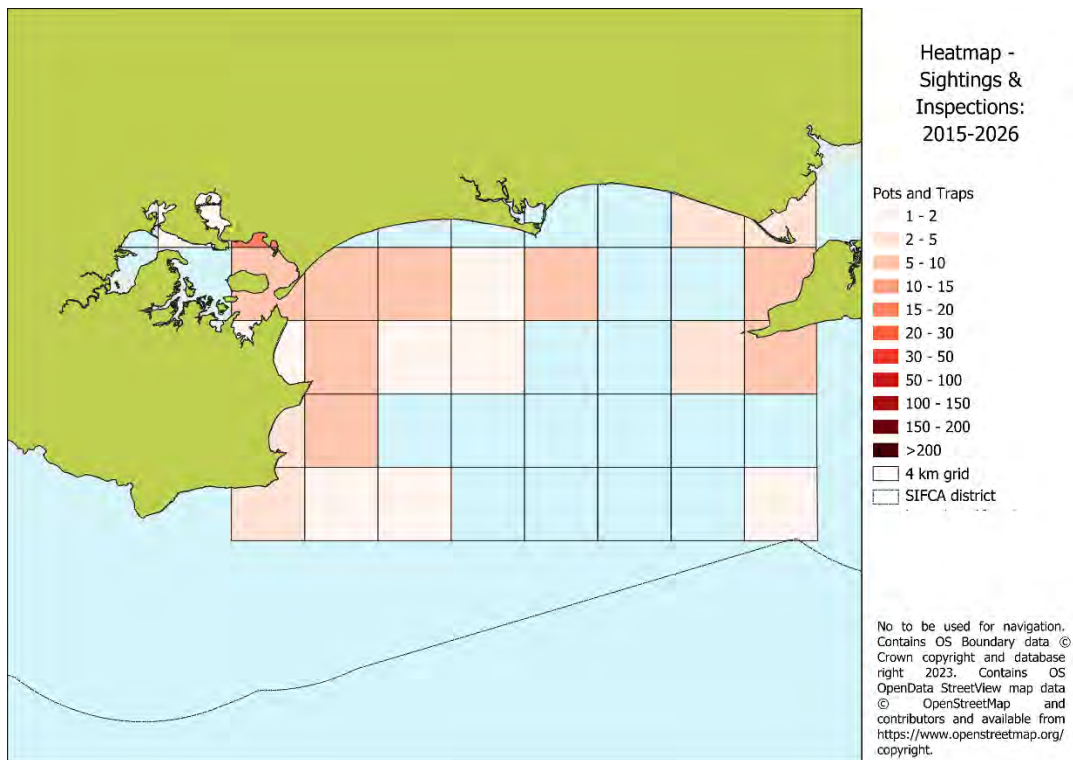 Heatmap -
Sightings &
Inspections:
2015-2026
Pots and Traps
1 - 2
2 - 5
5 - 10
10 - 15
15 - 20
20 - 30
30 - 50
50 - 100
100 - 150
150 - 200
>200
4 km grid
SIFCA district
No to be used for navigation.
Contains OS Boundary data ©
Crown copyright and database
right 2023. Contains OS
OpenData StreetView map data
© OpenStreetMap and
contributors and available from
https://www.openstreetmap.org/
copyright.